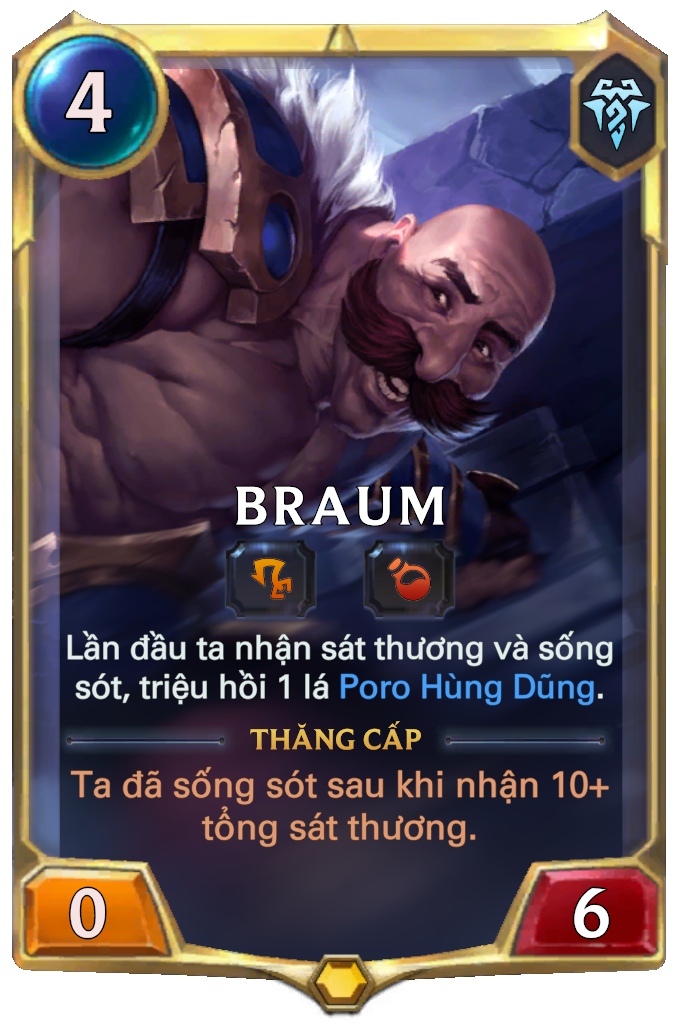 4
BRAUM
Lần đầu ta nhận sát thương và sống
sót, triệu hồi 1 lá Poro Hùng Dũng.
THĂNG CẤP
Ta đã sống sót sau khi nhận 10+
tổng sát thương.
0
6